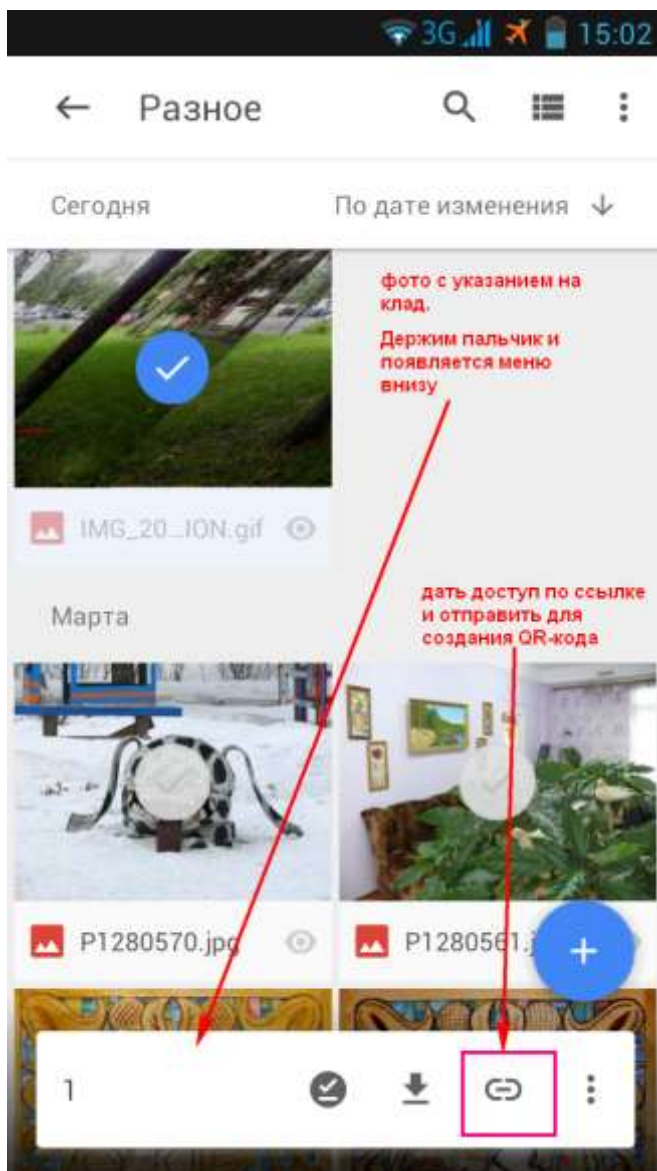 3G 15:02
Разное
Сегодня По дате изменения
фото с указанием на
клад.
Держим пальчик и
появляется меню
внизу
IMG_20...ION.gif
дать доступ по ссылке
и отправить для
создания QR-кода
Марта
P1280570.jpg P1280561.j
1